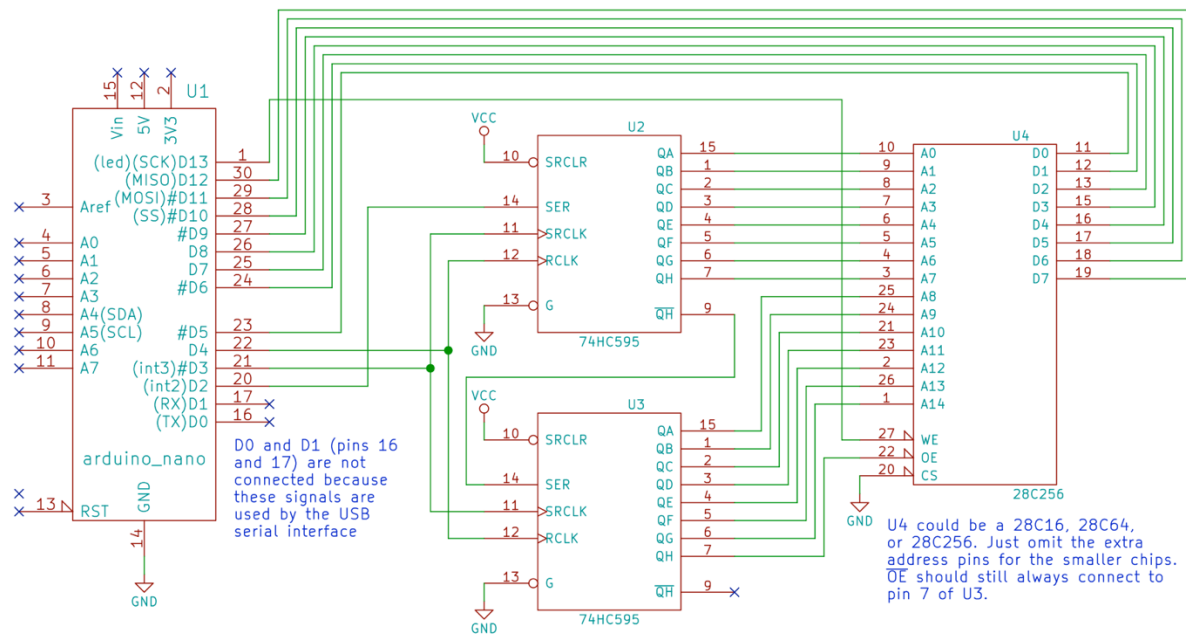 U1
15
12
2
Vin
5V
3V3
(led)(SCK)D13
1
(MISO)D12
30
(MOSI)#D11
29
(SS)#D10
28
#D9
27
D8
26
D7
25
#D6
24
#D5
23
D4
22
(int3)#D3
21
(int2)D2
20
(RX)D1
17
(TX)D0
16
3
Aref
4
A0
5
A1
6
A2
7
A3
8
A4(SDA)
9
A5(SCL)
10
A6
11
A7
arduino_nano
13
RST
GND
14
GND
D0 and D1 (pins 16
and 17) are not
connected because
these signals are
used by the USB
serial interface
VCC
U2
10
SRCLR
14
SER
11
SRCLK
12
RCLK
13
G
GND
QA
15
QB
1
QC
2
QD
3
QE
4
QF
5
QG
6
QH
7
QH
9
74HC595
VCC
U3
10
SRCLR
14
SER
11
SRCLK
12
RCLK
13
G
GND
QA
15
QB
1
QC
2
QD
3
QE
4
QF
5
QG
6
QH
7
QH
9
74HC595
U4
10
A0
9
A1
8
A2
7
A3
6
A4
5
A5
4
A6
3
A7
25
A8
24
A9
21
A10
23
A11
2
A12
26
A13
1
A14
27
WE
22
OE
20
CS
GND
D0
11
D1
12
D2
13
D3
15
D4
16
D5
17
D6
18
D7
19
28C256
U4 could be a 28C16, 28C64,
or 28C256. Just omit the extra
address pins for the smaller chips.
OE should still always connect to
pin 7 of U3.